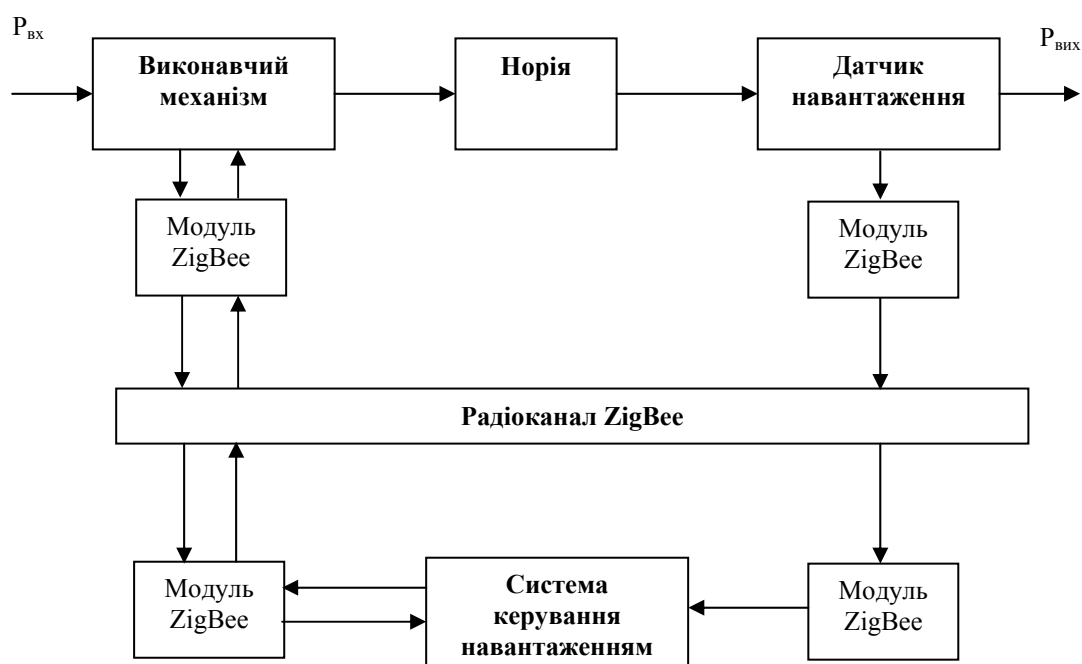 Pвх
Pвих
Виконавчий
механізм
Норія
Датчик
навантаження
Модуль
ZigBee
Модуль
ZigBee
Радіоканал ZigBee
Модуль
ZigBee
Система
керування
навантаженням
Модуль
ZigBee